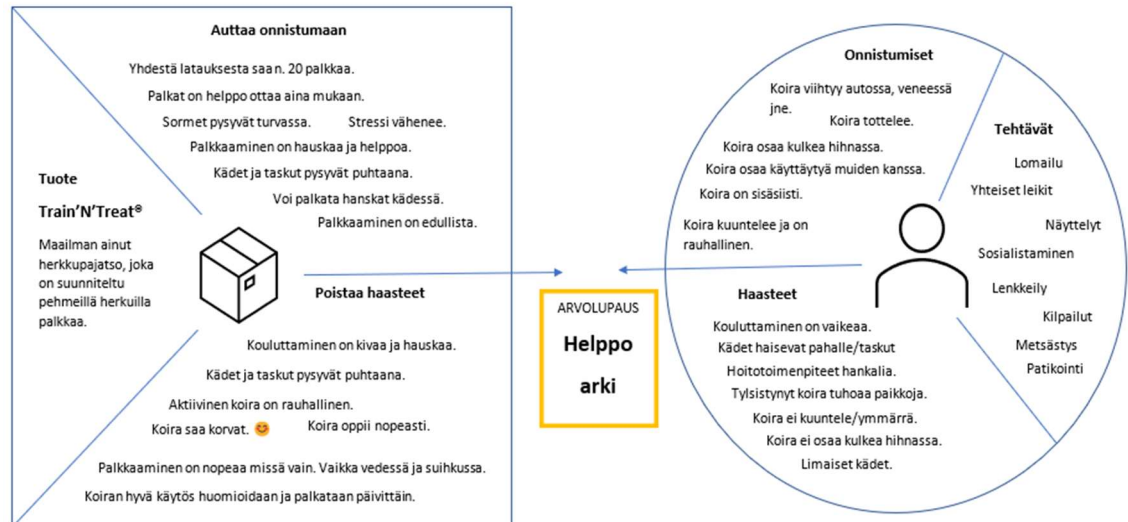 Auttaa onnistumaan
Yhdestä latauksesta saa n. 20 palkkaa.
Palkat on helppo ottaa aina mukaan.
Sormet pysyvät turvassa.
Stressi vähenee.
Palkkaaminen on hauskaa ja helppoa.
Kädet ja taskut pysyvät puhtaana.
Voi palkata hanskat kädessä.
Palkkaaminen on edullista.
Tuote
Train’N’Treat®
Maailman ainut
herkkupajatso, joka
on suunniteltu
pehmeillä herkuilla
palkkaa.
Poistaa haasteet
Kouluttaminen on kivaa ja hauskaa.
Kädet ja taskut pysyvät puhtaana.
Aktiivinen koira on rauhallinen.
Koira saa korvat. 😍
Koira oppii nopeasti.
Palkkaaminen on nopeaa missä vain. Vaikka vedessä ja suihkussa.
Koiran hyvä käytös huomioidaan ja palkataan päivittäin.
ARVOLUPAUS
Helppo
arki
Onnistumiset
Koira viihtyy autossa, veneessä
jne.
Koira tottelee.
Koira osaa kulkea hihnassa.
Koira osaa käyttäytyä muiden kanssa.
Koira on sisäsiisti.
Koira kuuntelee ja on
rauhallinen.
Tehtävät
Lomailu
Yhteiset leikit
Näyttelyt
Sosialistaminen
Lenkkeily
Kilpailut
Metsästys
Patikointi
Haasteet
Kouluttaminen on vaikeaa.
Kädet haisevat pahalle/taskut
Hoitotoimenpiteet hankalia.
Tylsistynyt koira tuhoaa paikkoja.
Koira ei kuuntele/ymmärrä.
Koira ei osaa kulkea hihnassa.
Limaiset kädet.